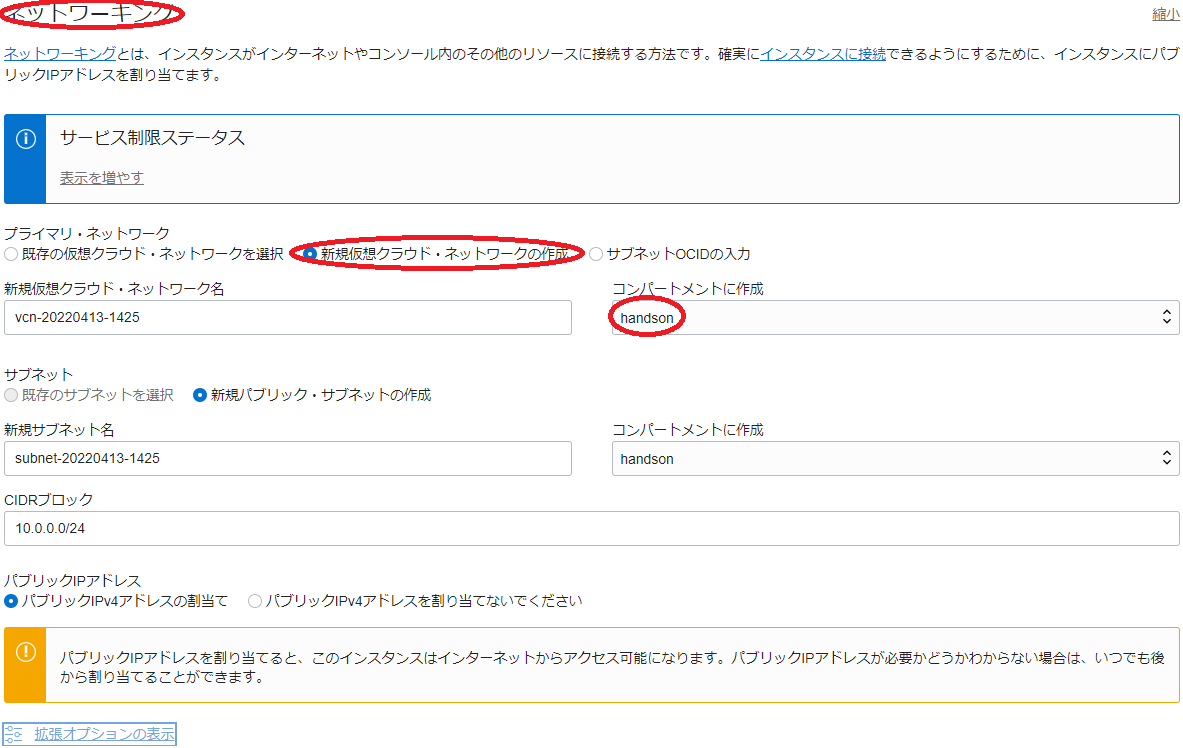 ネットワーキング
縮小
ネットワーキングとは、インスタンスがインターネットやコンソール内のその他のリソースに接続する方法です。確実にインスタンスに接続できるようにするために、インスタンスにパブ
リックIPアドレスを割り当てます。
サービス制限ステータス
表示を増やす
プライマリ・ネットワーク
既存の仮想クラウド・ネットワークを選択 新規仮想クラウド・ネットワークの作成 サブネットOCIDの入力
新規仮想クラウド・ネットワーク名
コンパートメントに作成
vcn-20220413-1425
handson
サブネット
既存のサブネットを選択 新規パブリック・サブネットの作成
新規サブネット名
コンパートメントに作成
subnet-20220413-1425
handson
CIDRブロック
10.0.0.0/24
パブリックIPアドレス
パブリックIPv4アドレスの割当て パブリックIPv4アドレスを割り当てないでください
パブリックIPアドレスを割り当てると、このインスタンスはインターネットからアクセス可能になります。パブリックIPアドレスが必要かどうかわからない場合は、いつでも後
から割り当てることができます。
拡張オプションの表示